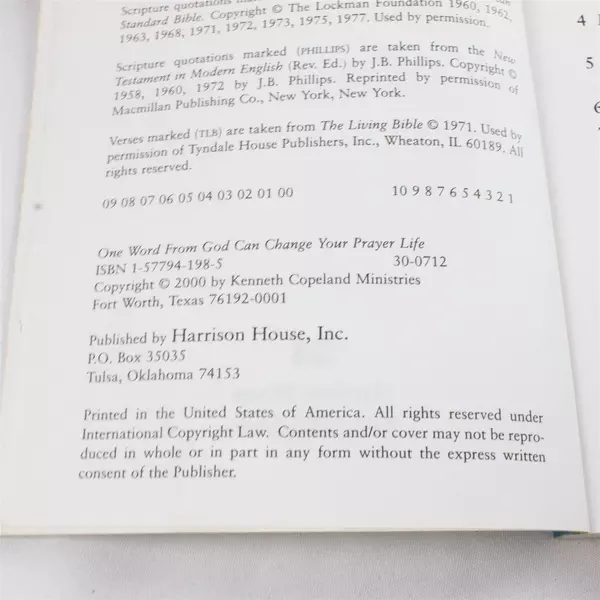 Scripture quotations
Standard Bible. Copyright © The Lockman Foundation 1960, 1962,
1963, 1968, 1971, 1972, 1973, 1975, 1977. Used by permission.
Scripture quotations marked (PHILLIPS) are taken from the New
Testament in Modern English (Rev. Ed.) by J.B. Phillips. Copyright ©
1958, 1960, 1972 by J.B. Phillips. Reprinted by permission of
Macmillan Publishing Co., New York, New York.
Verses marked (TLB) are taken from The Living Bible © 1971. Used by
permission of Tyndale House Publishers, Inc., Wheaton, IL 60189. All
rights reserved.
09 08 07 06 05 04 03 02 01 00 10 9 8 7 6 5 4 3 2 1
One Word From God Can Change Your Prayer Life
ISBN 1-57794-198-5 30-0712
Copyright © 2000 by Kenneth Copeland Ministries
Fort Worth, Texas 76192-0001
Published by Harrison House, Inc.
P.O. Box 35035
Tulsa, Oklahoma 74153
Printed in the United States of America. All rights reserved under
International Copyright Law. Contents and/or cover may not be repro-
duced in whole or in part in any form without the express written
consent of the Publisher.
4
5